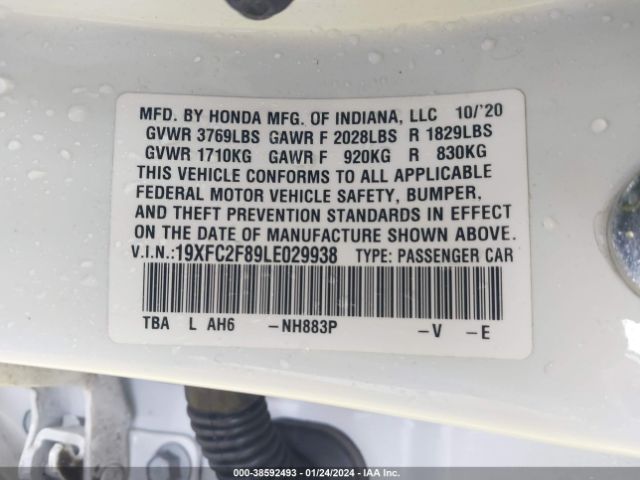 MFD. BY HONDA MFG. OF INDIANA, LLC 10/'20
GVWR 3769LBS GAWR F 2028LBS R 1829LBS
GVWR 1710KG GAWR F 920KG R 830KG
THIS VEHICLE CONFORMS TO ALL APPLICABLE
FEDERAL MOTOR VEHICLE SAFETY, BUMPER,
AND THEFT PREVENTION STANDARDS IN EFFECT
ON THE DATE OF MANUFACTURE SHOWN ABOVE.
V.I.N.:19XFC2F89LE029938 TYPE: PASSENGER CAR
TBA L AH6 -NH883P -V -E
000-38592493 - 01/24/2024 - IAA Inc.